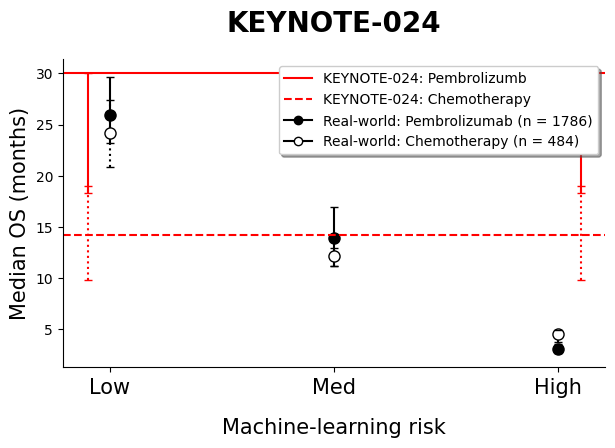 KEYNOTE-024
KEYNOTE-024: Pembrolizumb
KEYNOTE-024: Chemotherapy
Real-world: Pembrolizumab (n = 1786)
Real-world: Chemotherapy (n = 484)
Median OS (months)
30
25
20
15
10
5
Low Med High
Machine-learning risk